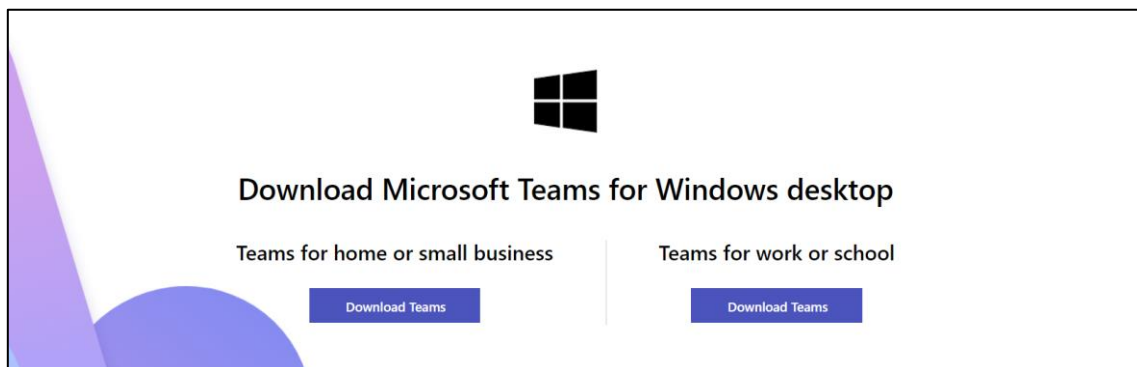 Download Microsoft Teams for Windows desktop
Teams for home or small business
Download Teams
Teams for work or school
Download Teams